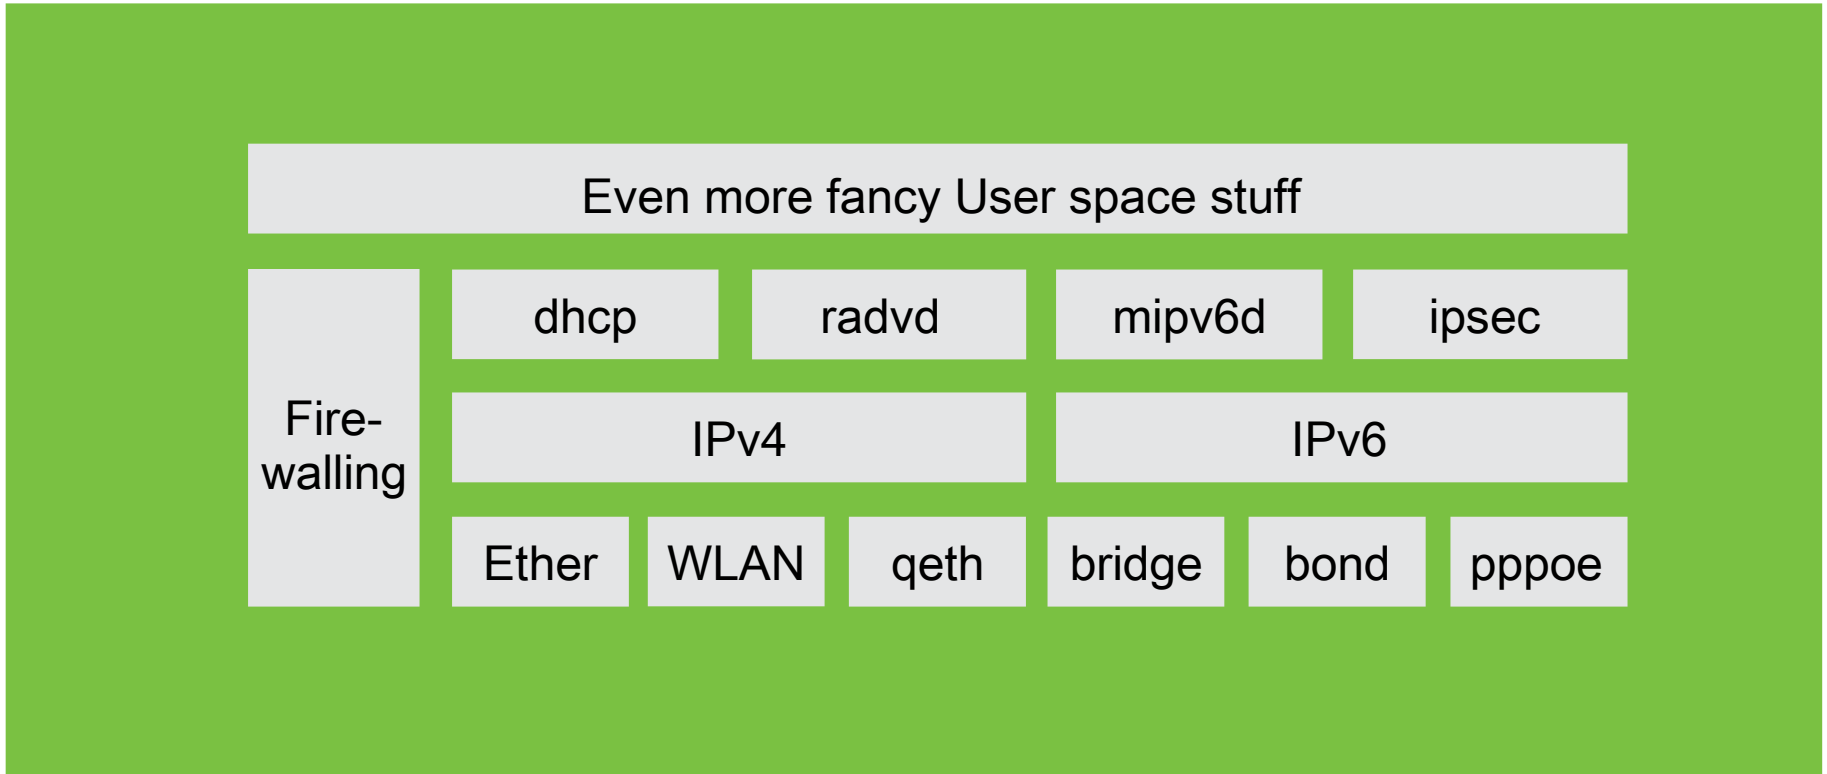 Even more fancy User space stuff
dhcp
radvd
mipv6d
ipsec
Fire-
walling
IPv4
IPv6
Ether
WLAN
qeth
bridge
bond
pppoe